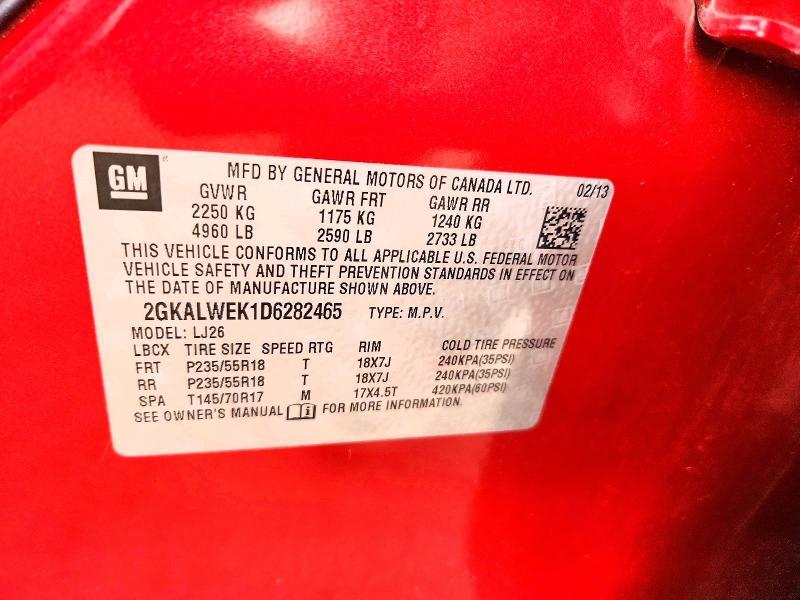 GM
MFD BY GENERAL MOTORS OF CANADA LTD. 02/13
GVWR GAWR FRT GAWR RR
2250 KG 1175 KG 1240 KG
4960 LB 2590 LB 2733 LB
THIS VEHICLE CONFORMS TO ALL APPLICABLE U.S. FEDERAL MOTOR
VEHICLE SAFETY AND THEFT PREVENTION STANDARDS IN EFFECT ON
THE DATE OF MANUFACTURE SHOWN ABOVE.
2GKALWEK1D6282465 TYPE: M.P.V.
MODEL: LJ26
LBCX TIRE SIZE SPEED RTG RIM COLD TIRE PRESSURE
FRT P235/55R18 T 18X7J 240KPA(35PSI)
RR P235/55R18 T 18X7J 240KPA(35PSI)
SPA T145/70R17 M 17X4.5T 420KPA(60PSI)
SEE OWNER'S MANUAL FOR MORE INFORMATION.